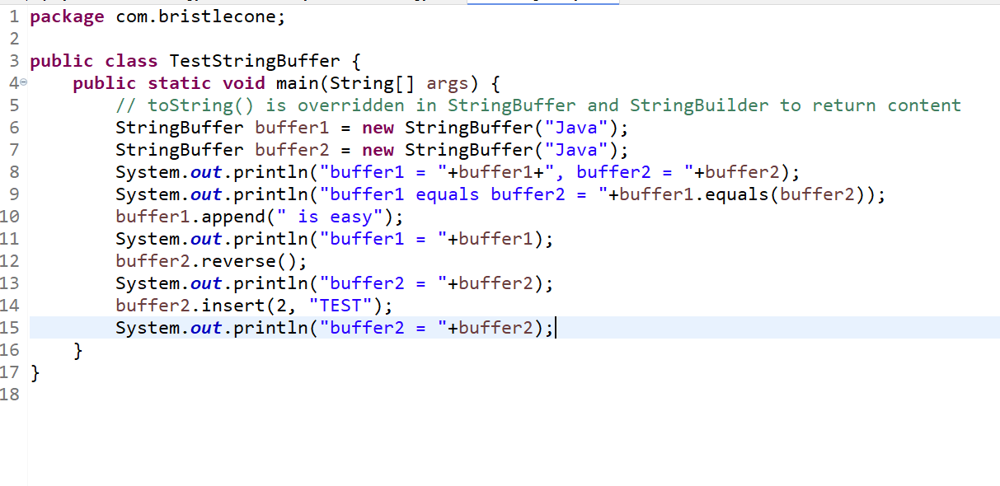 1 package com.bristlecone;
2
3 public class TestStringBuffer {
4 public static void main(String[] args) {
5 // toString() is overridden in StringBuffer and StringBuilder to return content
6 StringBuffer buffer1 = new StringBuffer("Java");
7 StringBuffer buffer2 = new StringBuffer("Java");
8 System.out.println("buffer1 = "+buffer1+", buffer2 = "+buffer2);
9 System.out.println("buffer1 equals buffer2 = "+buffer1.equals(buffer2));
10 buffer1.append(" is easy");
11 System.out.println("buffer1 = "+buffer1);
12 buffer2.reverse();
13 System.out.println("buffer2 = "+buffer2);
14 buffer2.insert(2, "TEST");
15 System.out.println("buffer2 = "+buffer2);
16 }
17 }
18